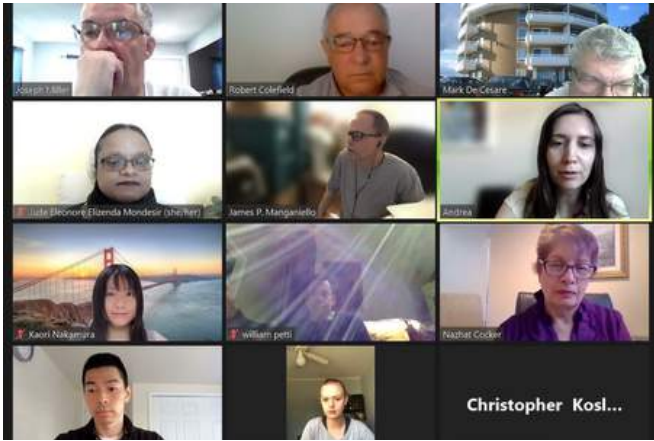 Joseph Miller
Robert Colefield
Mark De Cesare
Jude Eleonore Elizenda Mondesir (she/her)
James P. Manganiello
Andrea
Kaori Nakamura
william petti
Nazhat Cocker
Christopher Kosl...